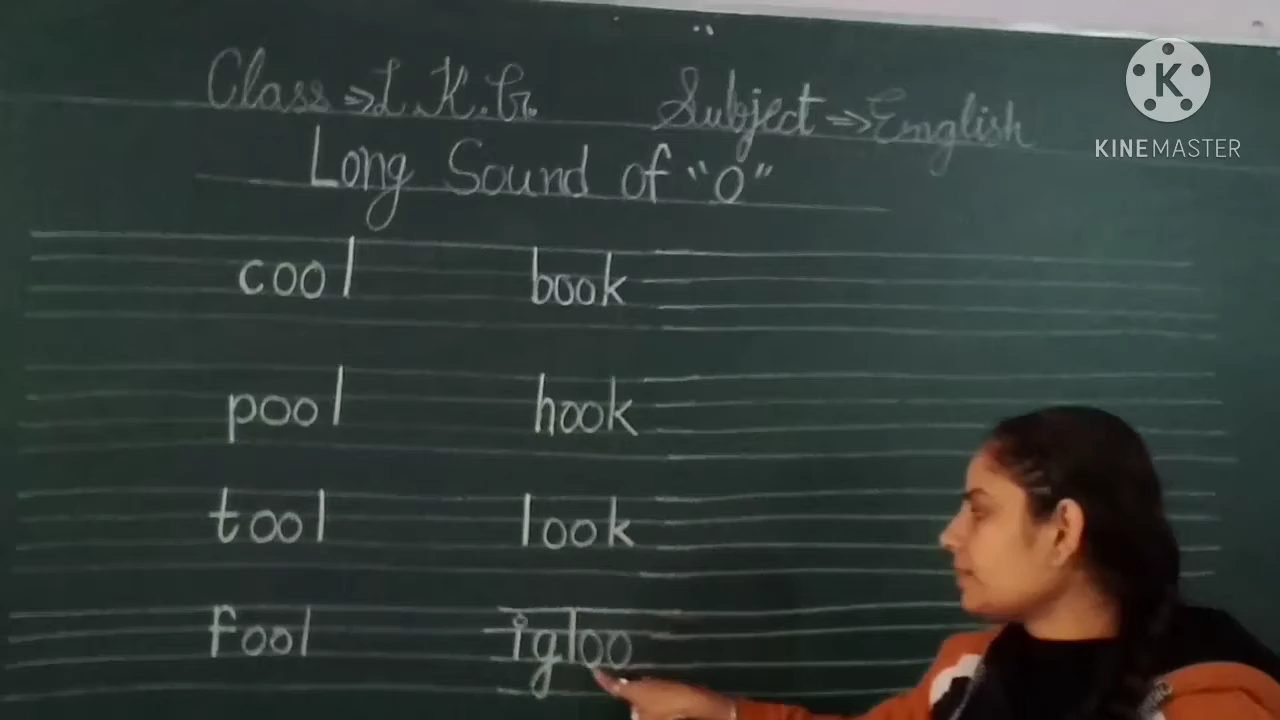 Class => L.K.G. Subject => English
Long Sound of "O"
cool book
pool hook
tool look
fool igloo
K
KINEMASTER